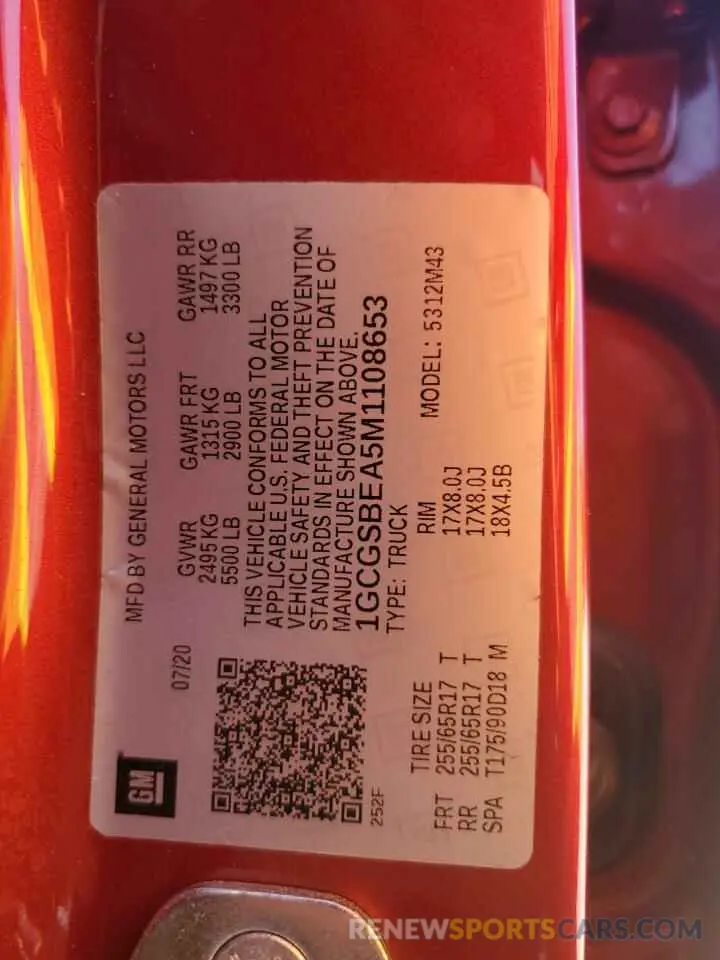 MFD BY GENERAL MOTORS LLC
GM
07/20
GVWR GAWR FRT GAWR RR
2495 KG 1315 KG 1497 KG
5500 LB 2900 LB 3300 LB
THIS VEHICLE CONFORMS TO ALL
APPLICABLE U.S. FEDERAL MOTOR
VEHICLE SAFETY AND THEFT PREVENTION
STANDARDS IN EFFECT ON THE DATE OF
MANUFACTURE SHOWN ABOVE.
1GCGSBEA5M1108653
252F
TYPE: TRUCK MODEL: 5312M43
TIRE SIZE RIM
FRT 255/65R17 T 17X8.0J
RR 255/65R17 T 17X8.0J
SPA T175/90D18 M 18X4.5B
RENEWSPORTSCARS.COM